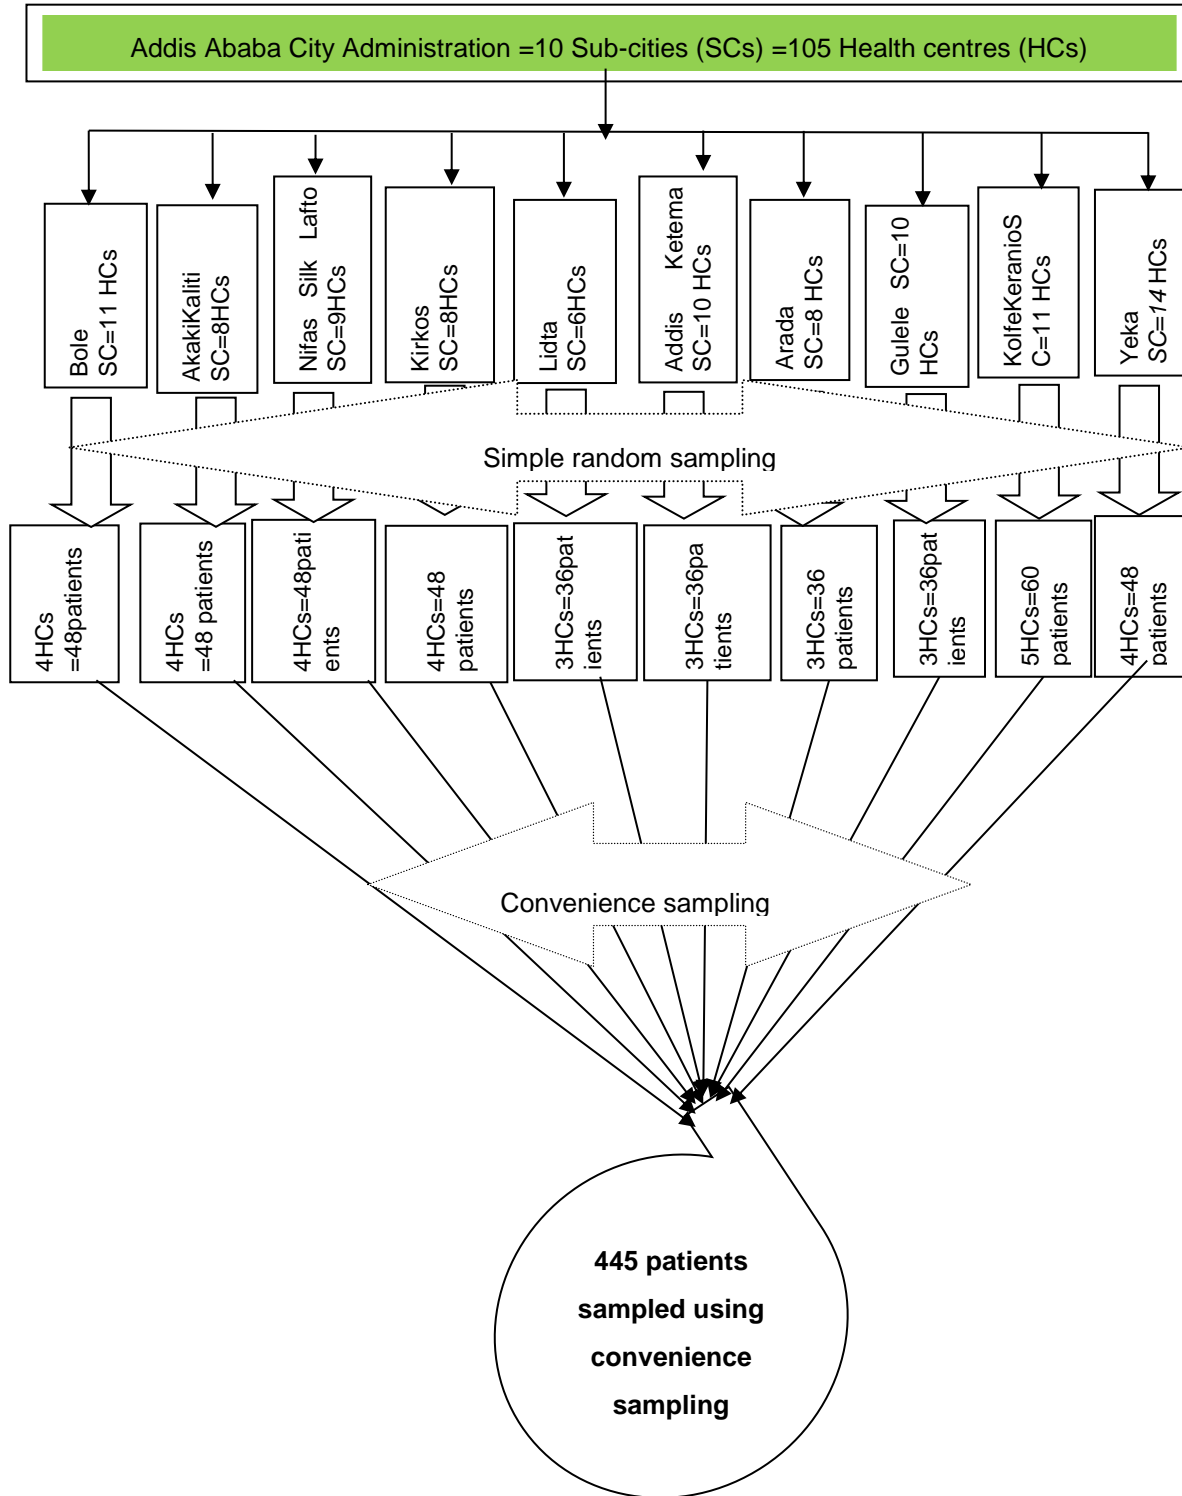 Addis Ababa City Administration =10 Sub-cities (SCs) =105 Health centres (HCs)
Bole
SC=11 HCs
AkakiKaliti
SC=8HCs
Nifas Silk Lafto
SC=9HCs
Kirkos
SC=8HCs
Lidta
SC=6HCs
Addis Ketema
SC=10 HCs
Arada
SC=8 HCs
Gulele SC=10
HCs
KolfeKeranioS
C=11 HCs
Yeka
SC=14 HCs
Simple random sampling
4HCs
=48patients
4HCs
=48 patients
4HCs=48pati
ents
4HCs=48
patients
3HCs=36pat
ients
3HCs=36pa
tients
3HCs=36
patients
3HCs=36pat
ients
5HCs=60
patients
4HCs=48
patients
Convenience sampling
445 patients
sampled using
convenience
sampling